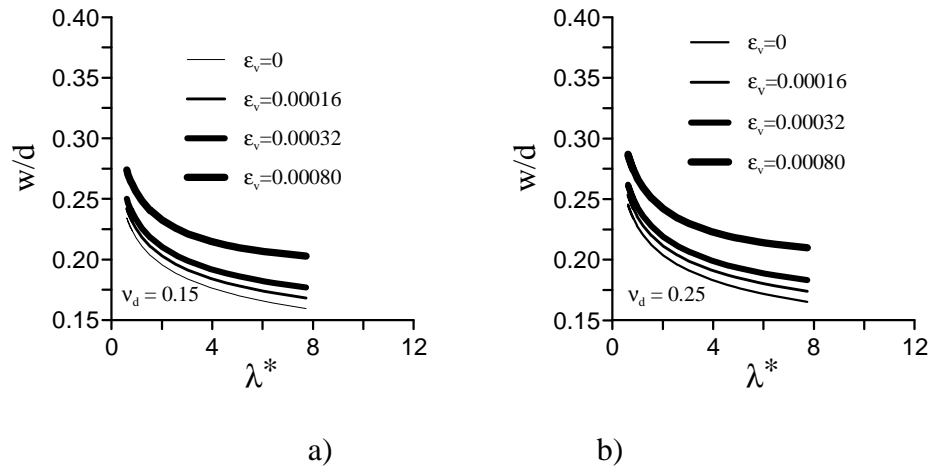 0.40
0.35
0.30
0.25
0.20
0.15
w/d
ε_v=0
ε_v=0.00016
ε_v=0.00032
ε_v=0.00080
ν_d = 0.15
0 4 8 12
λ*
a)
0.40
0.35
0.30
0.25
0.20
0.15
w/d
ε_v=0
ε_v=0.00016
ε_v=0.00032
ε_v=0.00080
ν_d = 0.25
0 4 8 12
λ*
b)